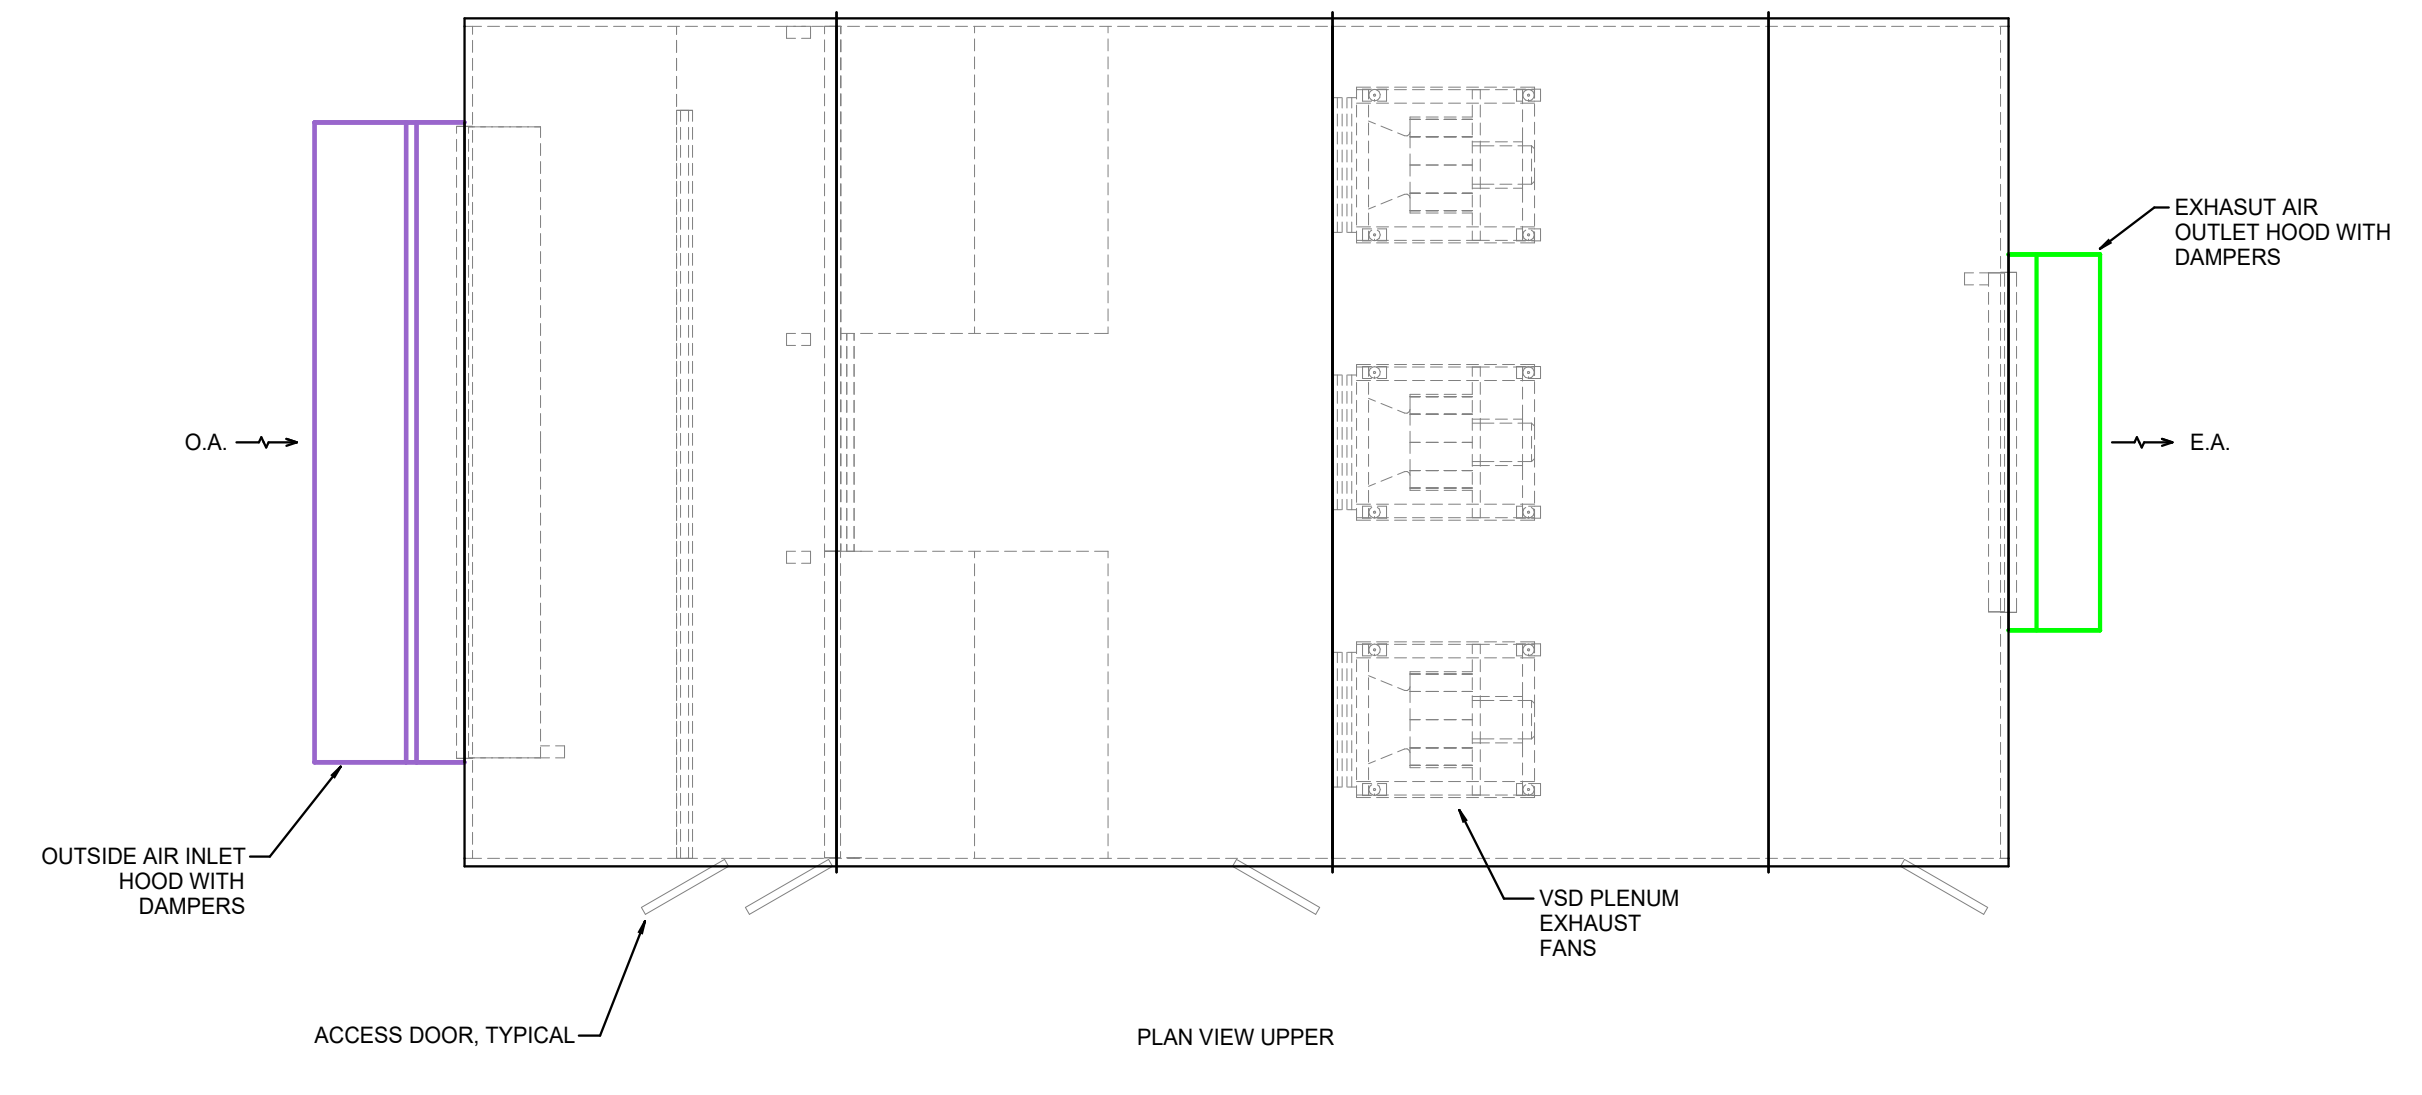 EXHASUT AIR
OUTLET HOOD WITH
DAMPERS
O.A.
E.A.
OUTSIDE AIR INLET
HOOD WITH
DAMPERS
VSD PLENUM
EXHAUST
FANS
ACCESS DOOR, TYPICAL
PLAN VIEW UPPER